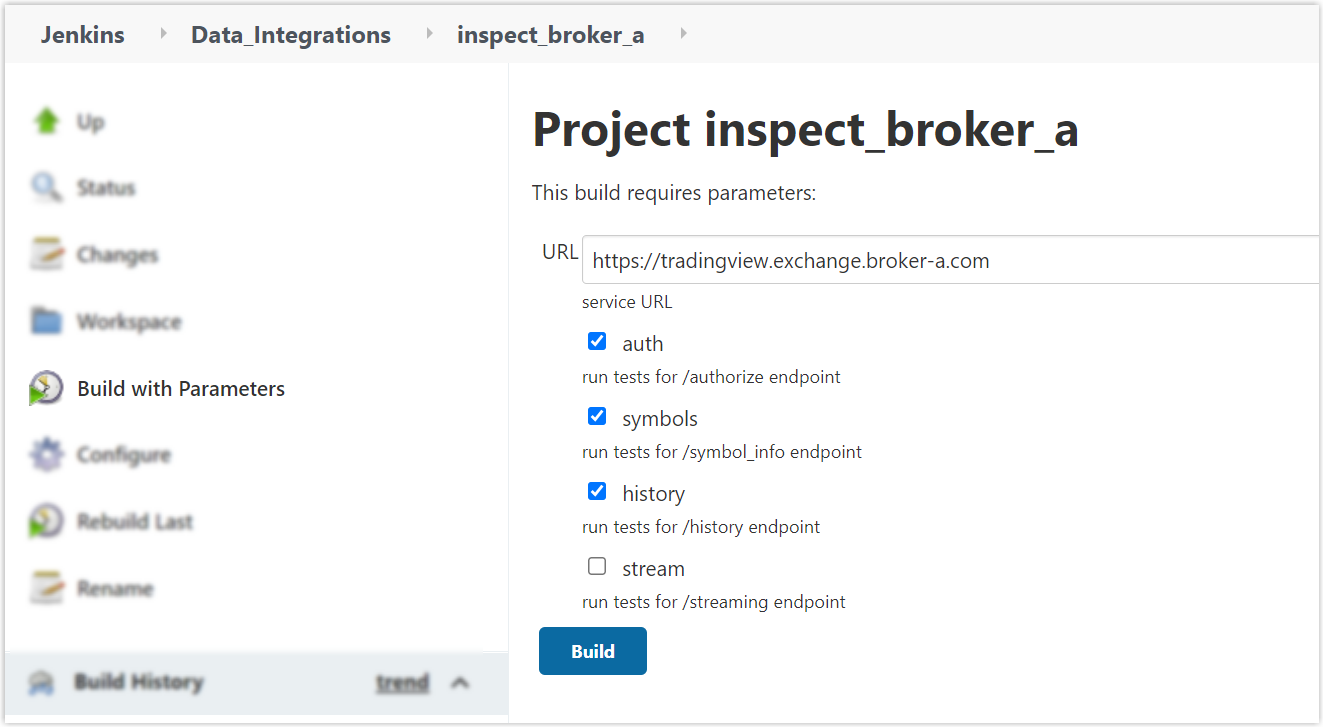 Jenkins Data_Integrations inspect_broker_a
Up
Status
Changes
Workspace
Build with Parameters
Configure
Rebuild Last
Rename
Build History trend
Project inspect_broker_a
This build requires parameters:
URL https://tradingview.exchange.broker-a.com
service URL
auth
run tests for /authorize endpoint
symbols
run tests for /symbol_info endpoint
history
run tests for /history endpoint
stream
run tests for /streaming endpoint
Build